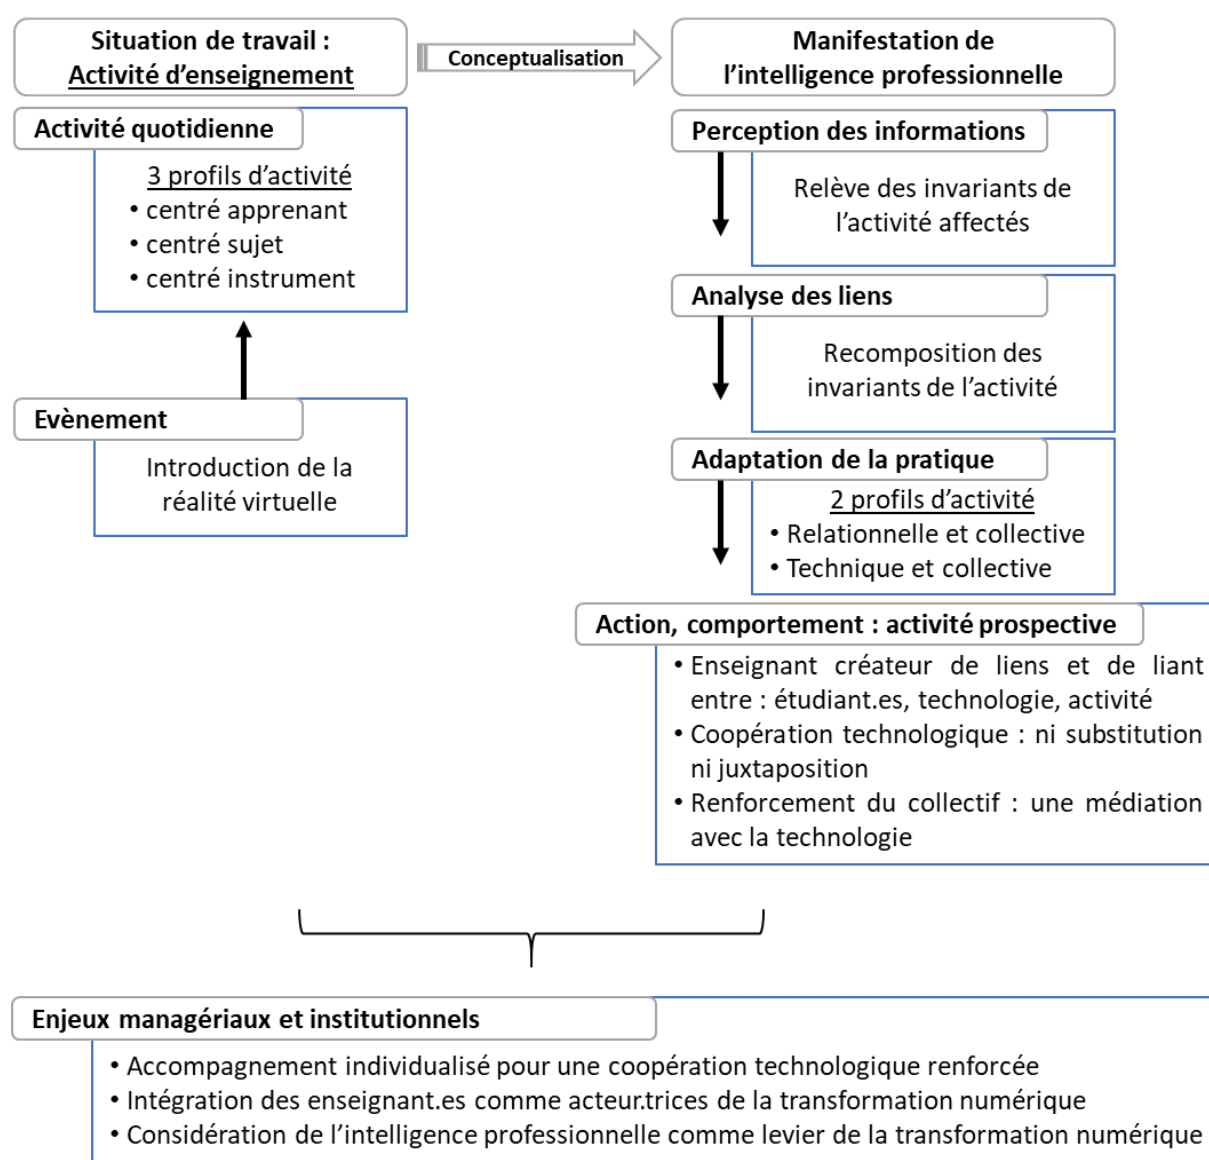 Situation de travail :
Activité d’enseignement
Conceptualisation
Manifestation de
l’intelligence professionnelle
Activité quotidienne
3 profils d’activité
• centré apprenant
• centré sujet
• centré instrument
Evènement
Introduction de la
réalité virtuelle
Perception des informations
Relève des invariants de
l’activité affectés
Analyse des liens
Recomposition des
invariants de l’activité
Adaptation de la pratique
2 profils d’activité
• Relationnelle et collective
• Technique et collective
Action, comportement : activité prospective
• Enseignant créateur de liens et de liant
entre : étudiant.es, technologie, activité
• Coopération technologique : ni substitution
ni juxtaposition
• Renforcement du collectif : une médiation
avec la technologie
Enjeux managériaux et institutionnels
• Accompagnement individualisé pour une coopération technologique renforcée
• Intégration des enseignant.es comme acteur.trices de la transformation numérique
• Considération de l’intelligence professionnelle comme levier de la transformation numérique